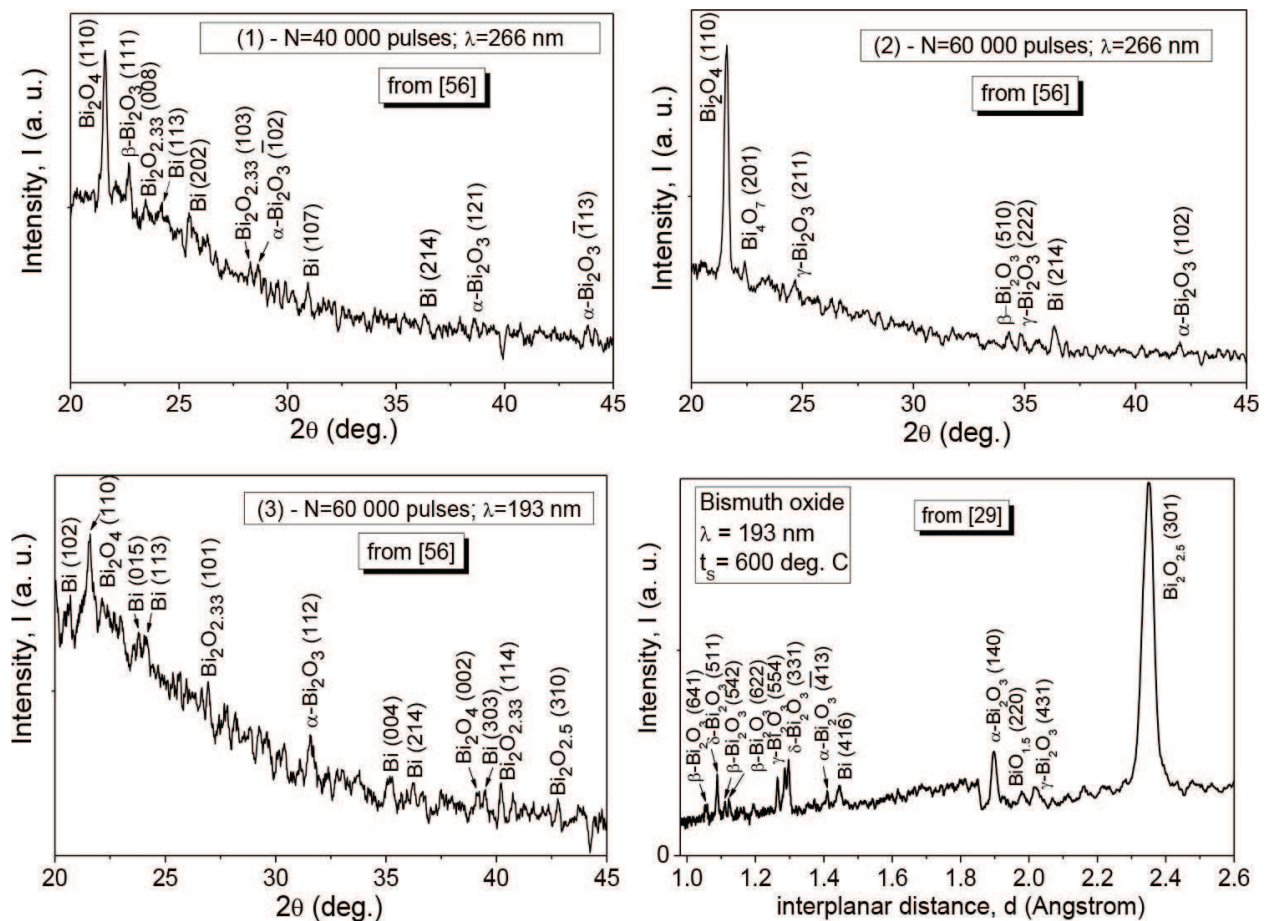 (1) - N=40 000 pulses; λ=266 nm
from [56]
Intensity, I (a. u.)
Bi₂O₄ (110)
β-Bi₂O₃ (111)
Bi₂O₂.₃₃ (008)
Bi (113)
Bi (202)
Bi₂O₂.₃₃ (103)
α-Bi₂O₃ (1̅02)
Bi (107)
Bi (214)
α-Bi₂O₃ (121)
α-Bi₂O₃ (1̅13)
20 25 30 35 40 45
2θ (deg.)
(2) - N=60 000 pulses; λ=266 nm
from [56]
Intensity, I (a. u.)
Bi₂O₄ (110)
Bi₄O₇ (201)
γ-Bi₂O₃ (211)
β-Bi₂O₃ (510)
γ-Bi₂O₃ (222)
Bi (214)
α-Bi₂O₃ (102)
20 25 30 35 40 45
2θ (deg.)
(3) - N=60 000 pulses; λ=193 nm
from [56]
Intensity, I (a. u.)
Bi (102)
Bi₂O₄ (110)
Bi (015)
Bi (113)
Bi₂O₂.₃₃ (101)
α-Bi₂O₃ (112)
Bi (004)
Bi (214)
Bi₂O₄ (002)
Bi (303)
Bi₂O₂.₃₃ (114)
Bi₂O₂.₅ (310)
20 25 30 35 40 45
2θ (deg.)
Bismuth oxide
λ = 193 nm
tₛ= 600 deg. C
from [29]
Intensity, I (a. u.)
β-Bi₂O₃ (641)
δ-Bi₂O₃ (511)
β-Bi₂O₃ (542)
β-Bi₂O₃ (622)
γ-Bi₂O₃ (554)
δ-Bi₂O₃ (331)
α-Bi₂O₃ (4̅13)
Bi (416)
α-Bi₂O₃ (140)
BiO₁.₅ (220)
γ-Bi₂O₃ (431)
Bi₂O₂.₅ (301)
0
1.0 1.2 1.4 1.6 1.8 2.0 2.2 2.4 2.6
interplanar distance, d (Angstrom)